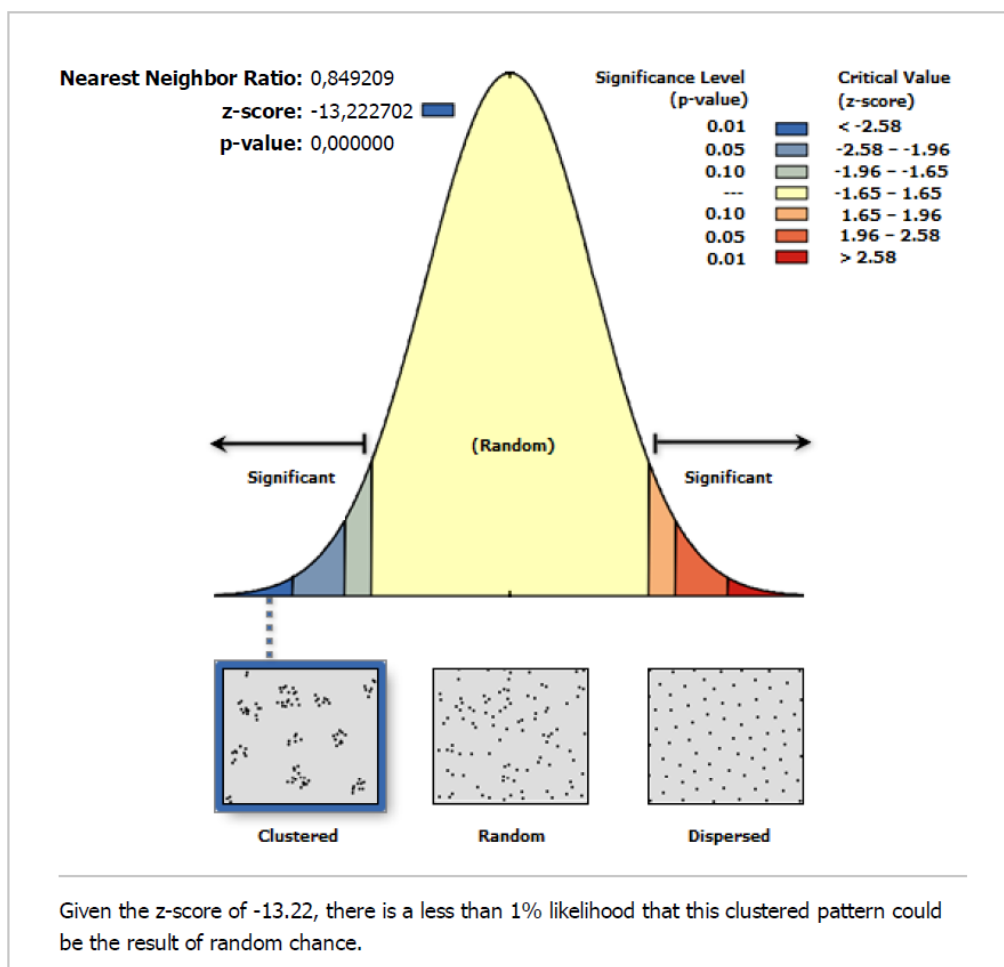 Nearest Neighbor Ratio: 0,849209
z-score: -13,222702
p-value: 0,000000
Significance Level
(p-value)
Critical Value
(z-score)
0.01 < -2.58
0.05 -2.58 – -1.96
0.10 -1.96 – -1.65
--- -1.65 – 1.65
0.10 1.65 – 1.96
0.05 1.96 – 2.58
0.01 > 2.58
(Random)
Significant
Significant
Clustered
Random
Dispersed
Given the z-score of -13.22, there is a less than 1% likelihood that this clustered pattern could
be the result of random chance.